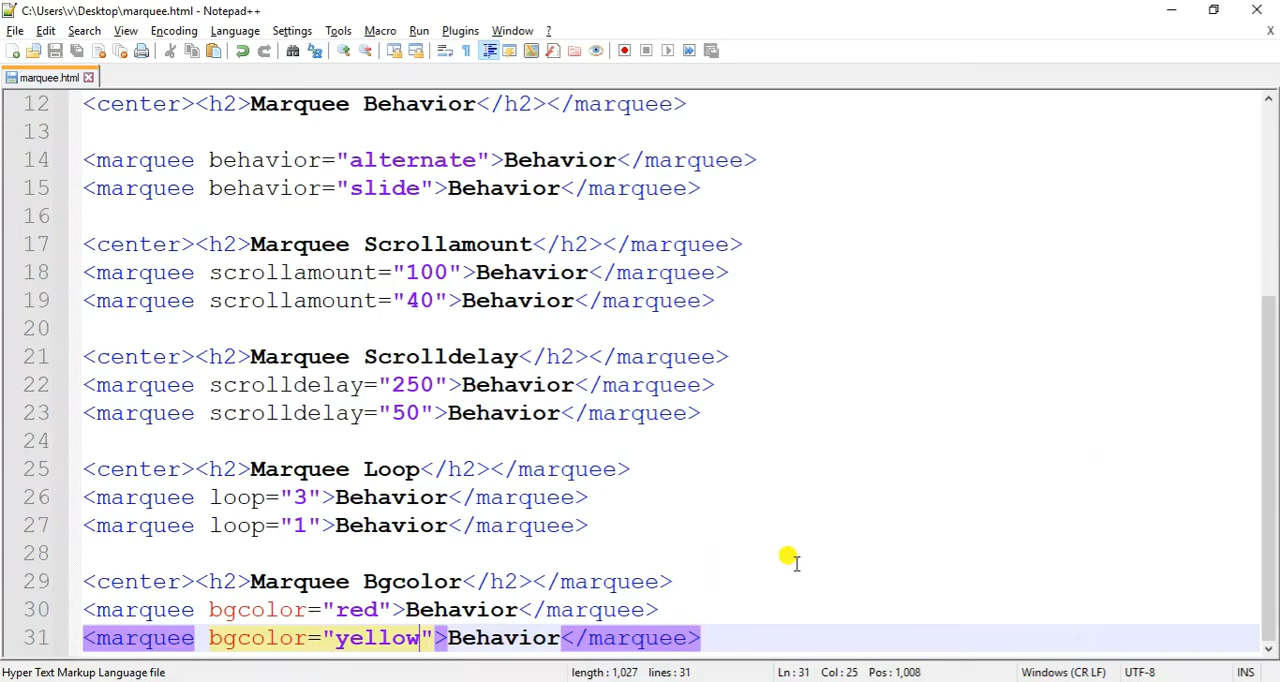 C:\Users\v\Desktop\marquee.html - Notepad++
File Edit Search View Encoding Language Settings Tools Macro Run Plugins Window ? X
marquee.html
12 <center><h2>Marquee Behavior</h2></marquee>
13
14 <marquee behavior="alternate">Behavior</marquee>
15 <marquee behavior="slide">Behavior</marquee>
16
17 <center><h2>Marquee Scrollamount</h2></marquee>
18 <marquee scrollamount="100">Behavior</marquee>
19 <marquee scrollamount="40">Behavior</marquee>
20
21 <center><h2>Marquee Scrolldelay</h2></marquee>
22 <marquee scrolldelay="250">Behavior</marquee>
23 <marquee scrolldelay="50">Behavior</marquee>
24
25 <center><h2>Marquee Loop</h2></marquee>
26 <marquee loop="3">Behavior</marquee>
27 <marquee loop="1">Behavior</marquee>
28
29 <center><h2>Marquee Bgcolor</h2></marquee>
30 <marquee bgcolor="red">Behavior</marquee>
31 <marquee bgcolor="yellow">Behavior</marquee>
Hyper Text Markup Language file length : 1,027 lines : 31 Ln : 31 Col : 25 Pos : 1,008 Windows (CR LF) UTF-8 INS